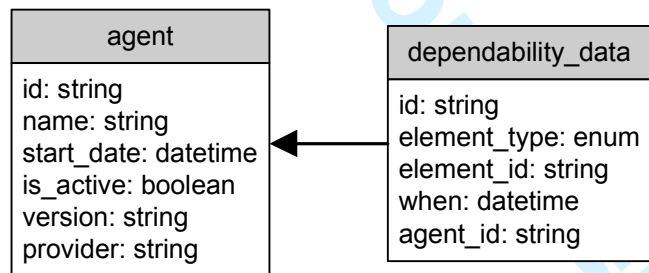 agent
id: string
name: string
start_date: datetime
is_active: boolean
version: string
provider: string
dependability_data
id: string
element_type: enum
element_id: string
when: datetime
agent_id: string